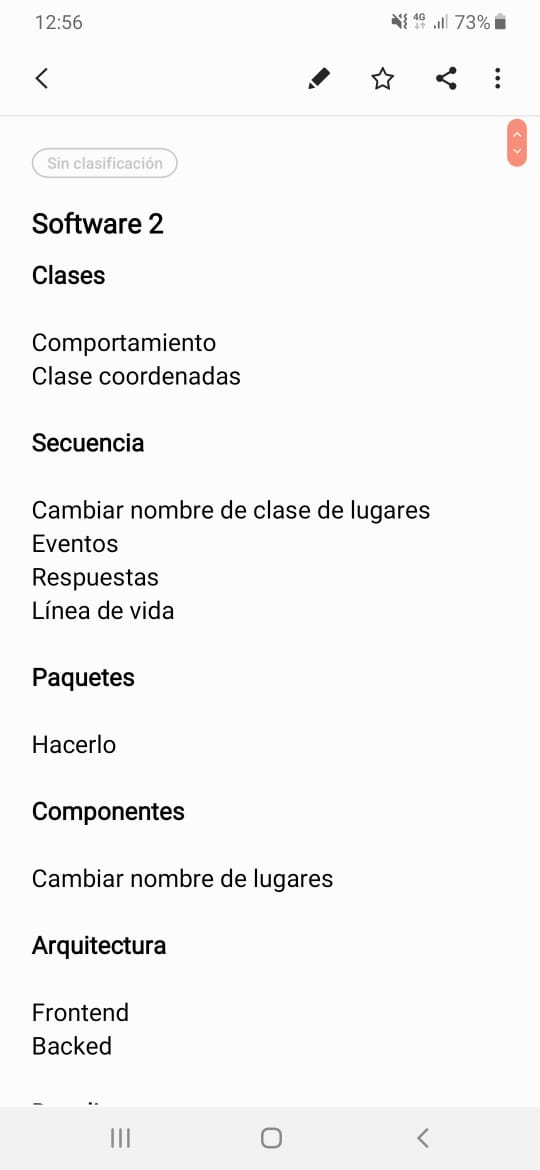 12:56
4G 73%
Sin clasificación
Software 2
Clases
Comportamiento
Clase coordenadas
Secuencia
Cambiar nombre de clase de lugares
Eventos
Respuestas
Línea de vida
Paquetes
Hacerlo
Componentes
Cambiar nombre de lugares
Arquitectura
Frontend
Backed